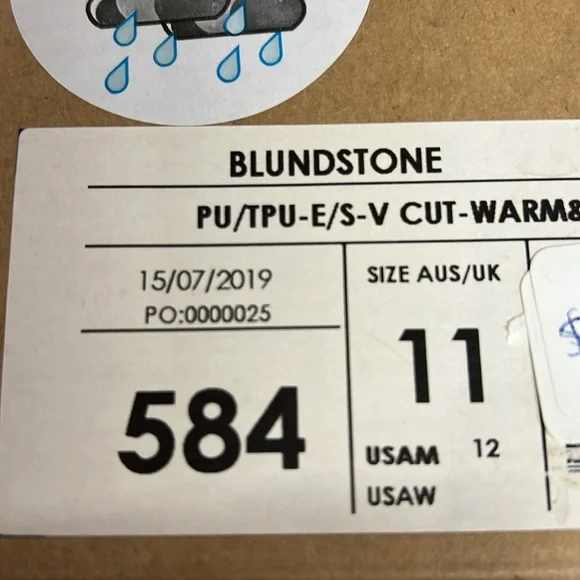 BLUNDSTONE
PU/TPU-E/S-V CUT-WARM&
15/07/2019
PO:0000025
584
SIZE AUS/UK
11
USAM 12
USAW
$